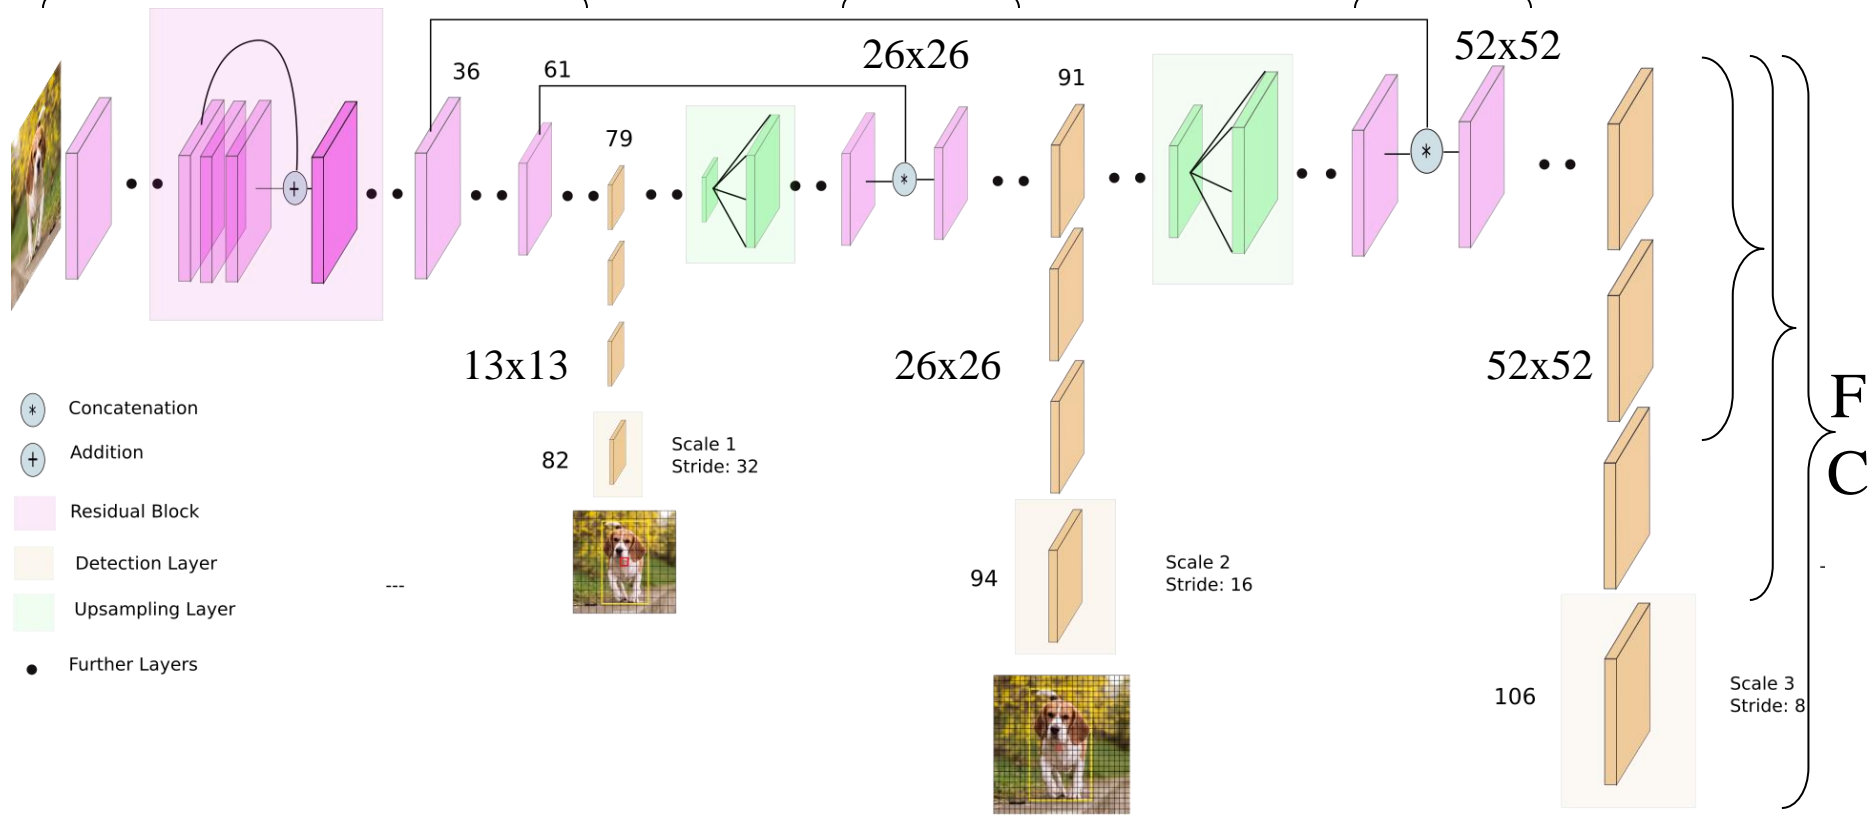 26x26
52x52
36
61
91
79
*
*
+
13x13
26x26
52x52
F
C
* Concatenation
+ Addition
Residual Block
Detection Layer
Upsampling Layer
Further Layers
---
82
Scale 1
Stride: 32
94
Scale 2
Stride: 16
-
106
Scale 3
Stride: 8